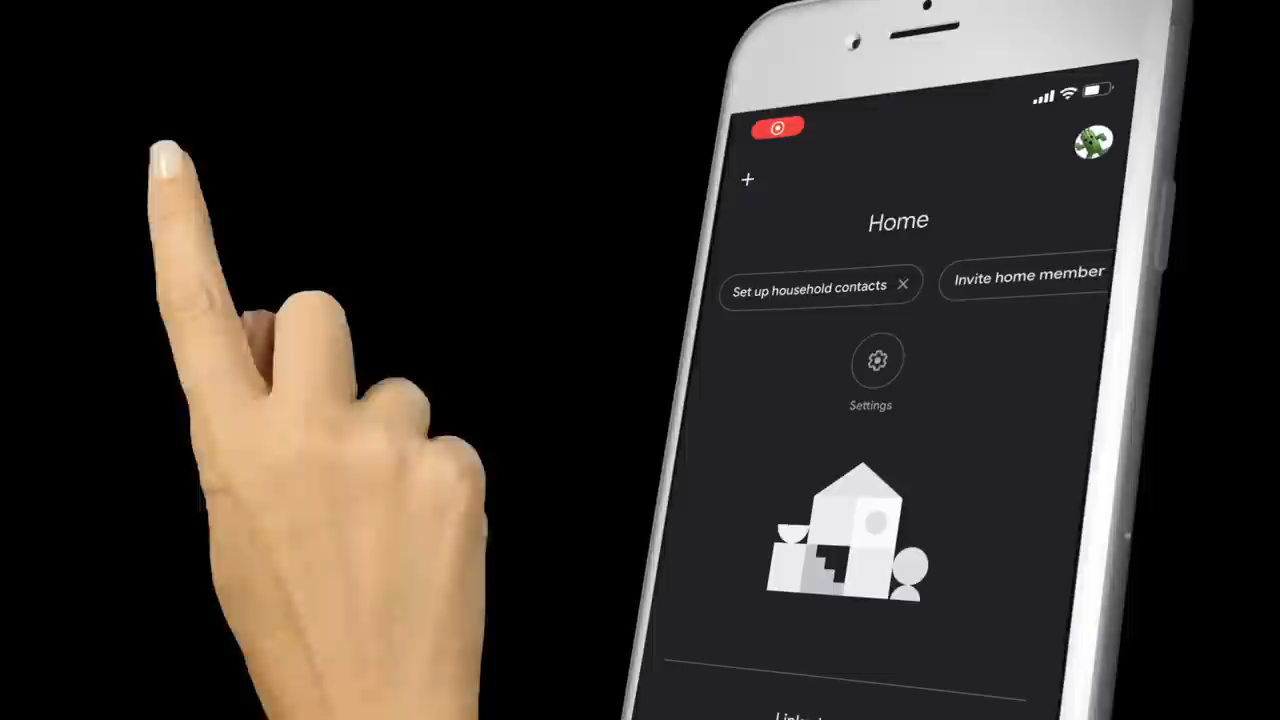 +
Home
Set up household contacts ×
Invite home member
Settings